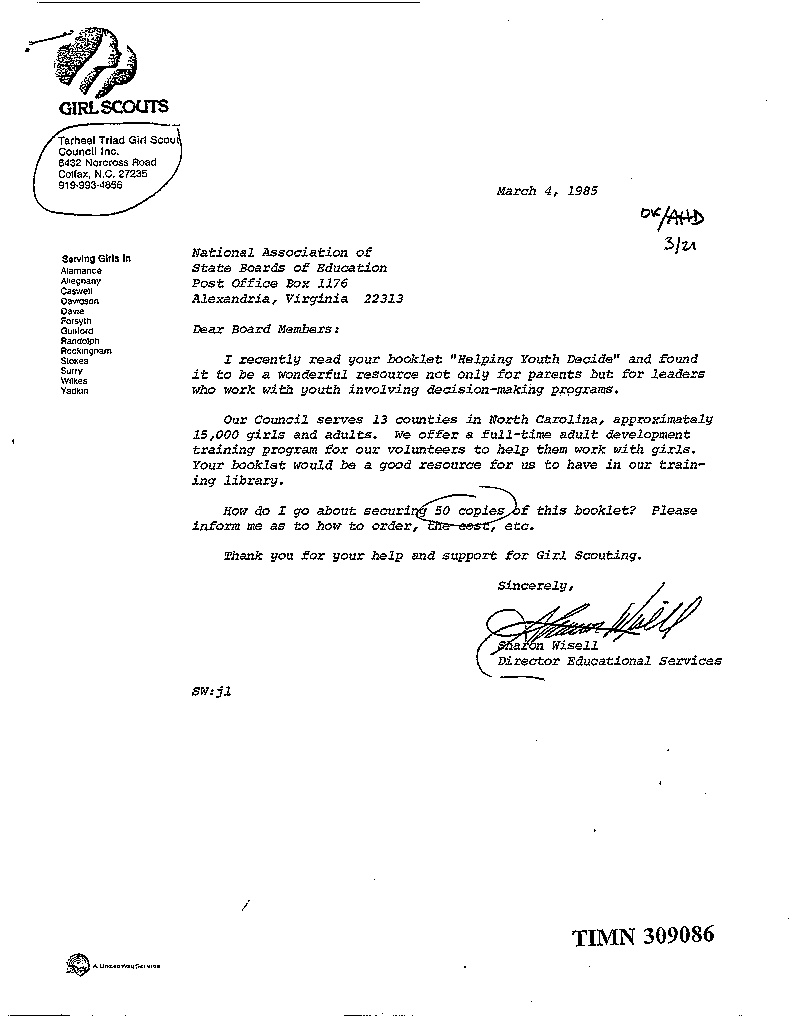 GIRL SCOUTS
Tarheel Triad Girl Scout
Council Inc.
6432 Norcross Road
Colfax, N.C. 27235
919-993-4856
March 4, 1985
OK/AHD
3/21
Serving Girls in
Alamance
Alleghany
Caswell
Davidson
Davie
Forsyth
Guilford
Randolph
Rockingham
Stokes
Surry
Wilkes
Yadkin
National Association of
State Boards of Education
Post Office Box 1176
Alexandria, Virginia 22313
Dear Board Members:
I recently read your booklet "Helping Youth Decide" and found
it to be a wonderful resource not only for parents but for leaders
who work with youth involving decision-making programs.
Our Council serves 13 counties in North Carolina, approximately
15,000 girls and adults. We offer a full-time adult development
training program for our volunteers to help them work with girls.
Your booklet would be a good resource for us to have in our train-
ing library.
How do I go about securing 50 copies of this booklet? Please
inform me as to how to order, the cost, etc.
Thank you for your help and support for Girl Scouting.
Sincerely,
Sharon Wisell
Sharon Wisell
Director Educational Services
SW:jl
TIMN 309086
A United Way Service